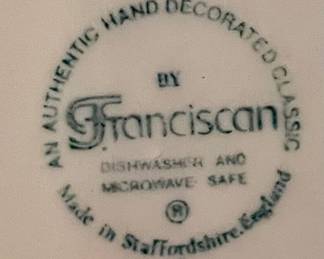 AN AUTHENTIC HAND DECORATED CLASSIC
BY
Franciscan
DISHWASHER AND
MICROWAVE SAFE
®
Made in Staffordshire, England